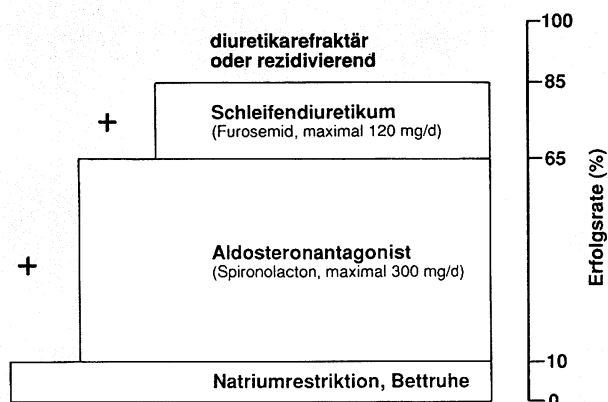 diuretikarefraktär
oder rezidivierend
+
Schleifendiuretikum
(Furosemid, maximal 120 mg/d)
+
Aldosteronantagonist
(Spironolacton, maximal 300 mg/d)
Natriumrestriktion, Bettruhe
100
85
65
10
0
Erfolgsrate (%)